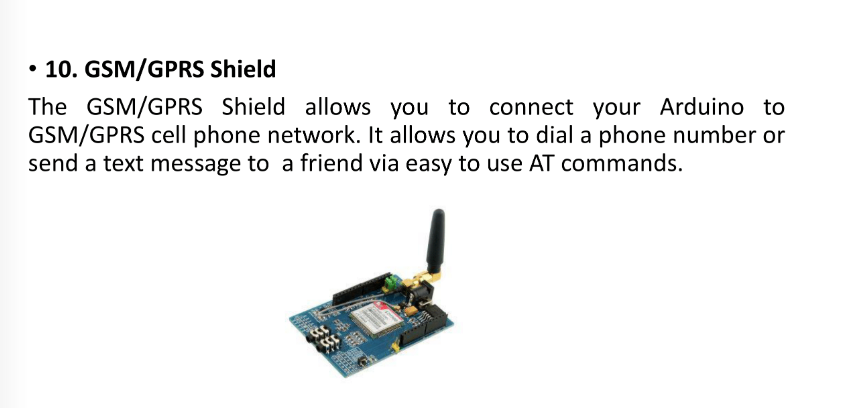 • 10. GSM/GPRS Shield
The GSM/GPRS Shield allows you to connect your Arduino to
GSM/GPRS cell phone network. It allows you to dial a phone number or
send a text message to  a friend via easy to use AT commands.